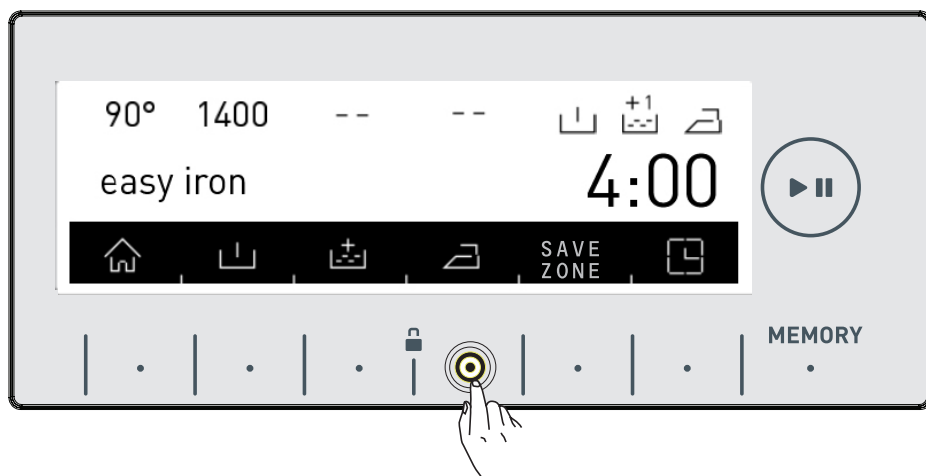 90° 1400 -- --
+1
easy iron 4:00
SAVE
ZONE
MEMORY